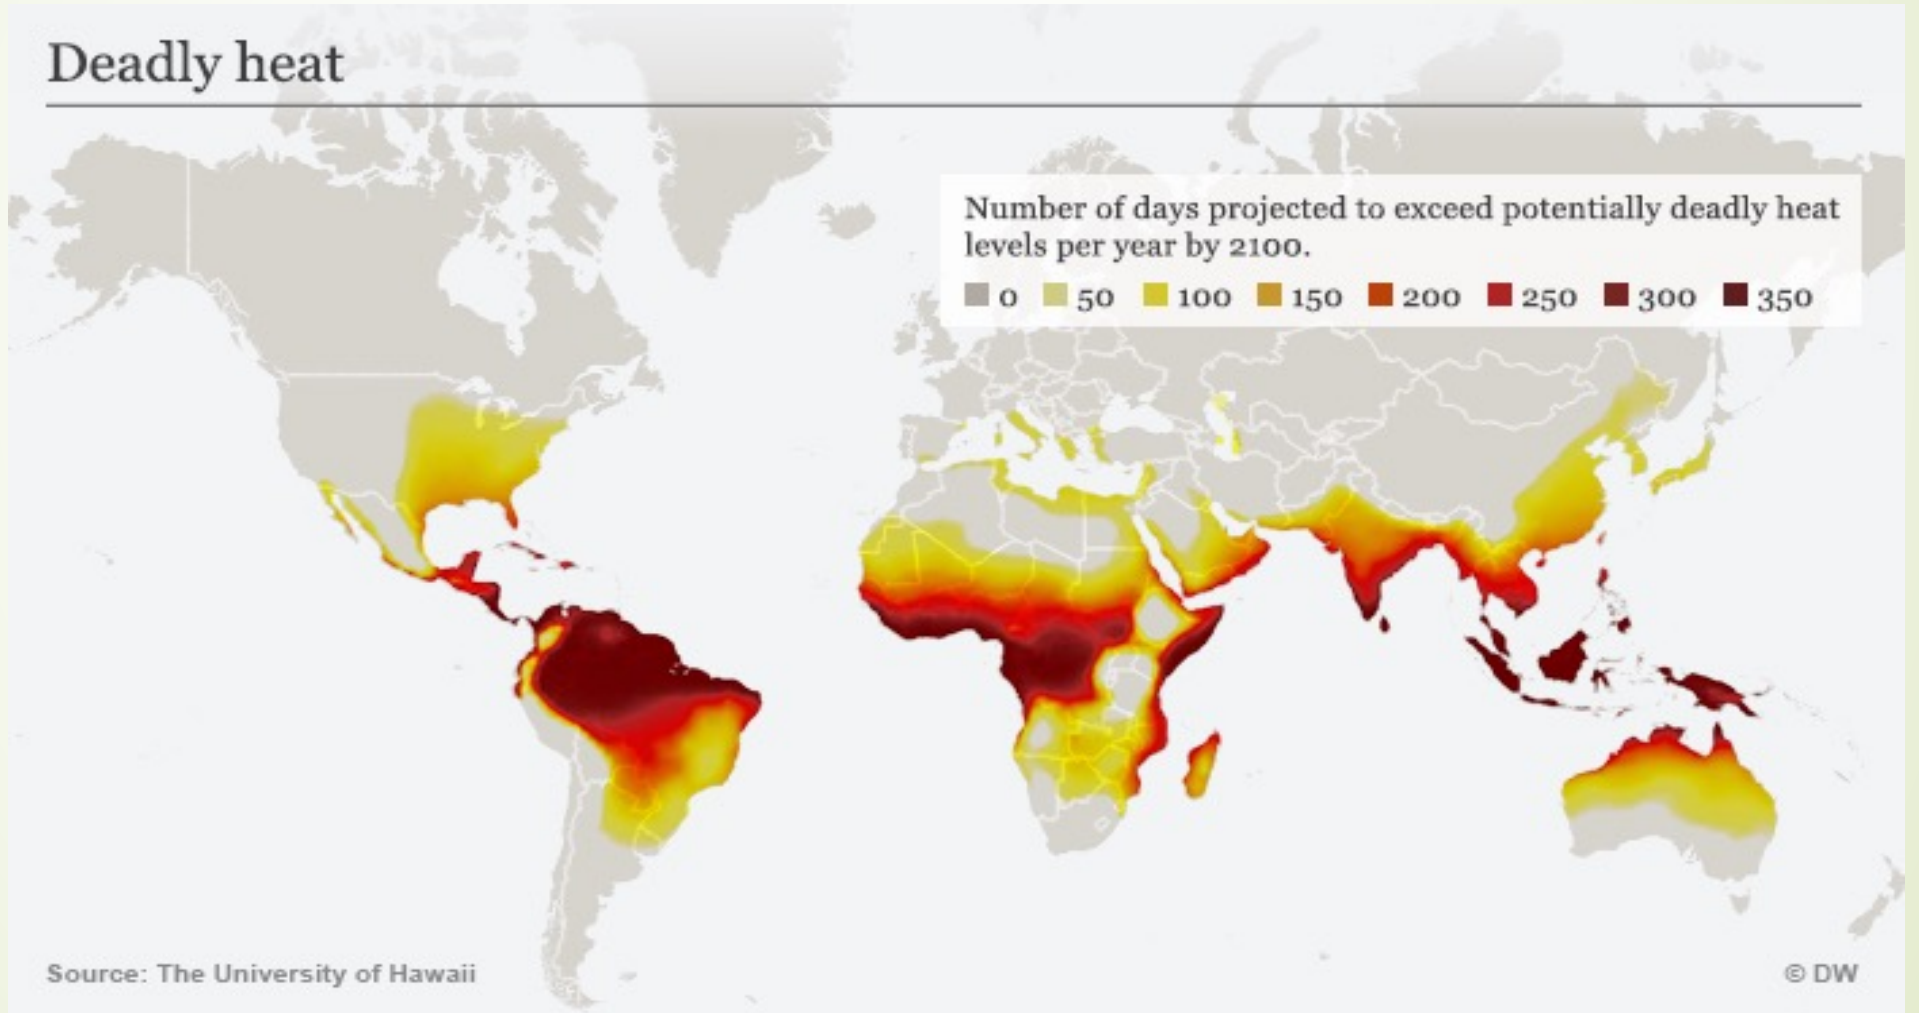 Deadly heat
Number of days projected to exceed potentially deadly heat
levels per year by 2100.
0 50 100 150 200 250 300 350
Source: The University of Hawaii
© DW